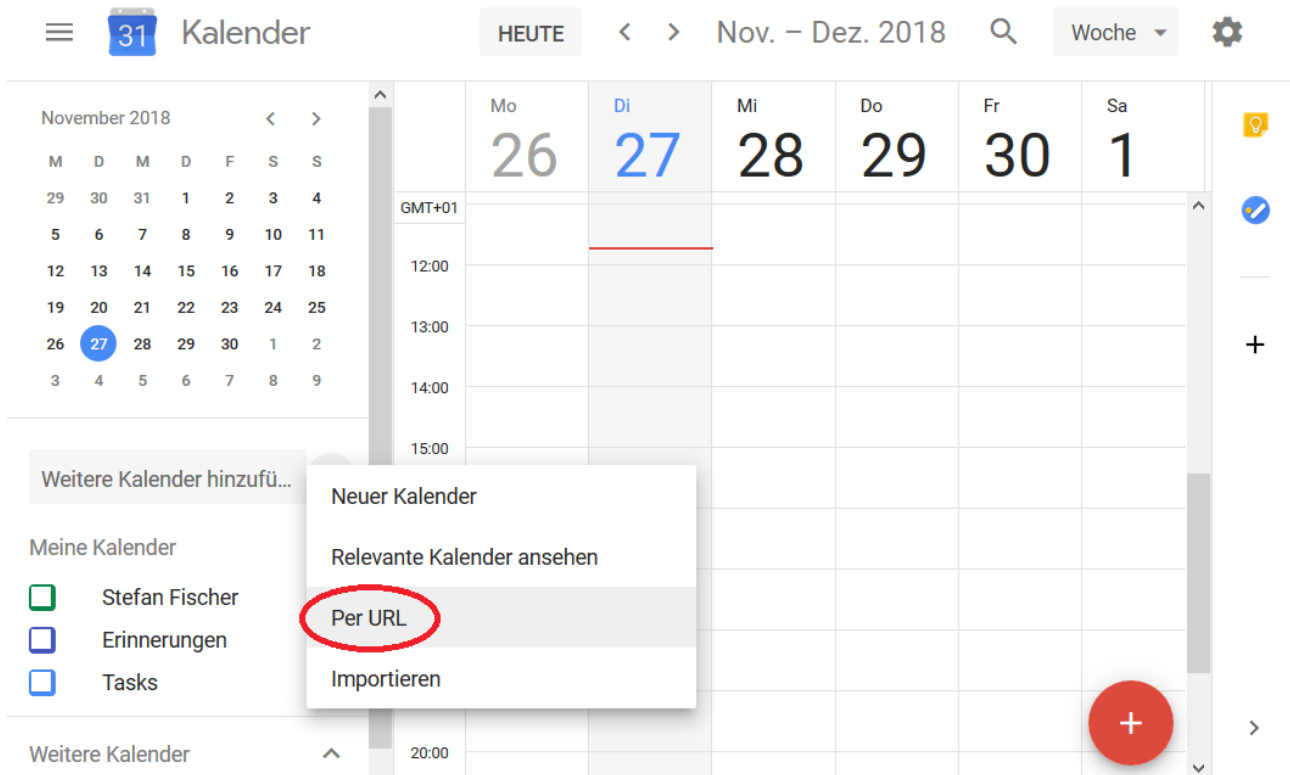 31 Kalender HEUTE Nov. – Dez. 2018 Woche
November 2018
M D M D F S S
29 30 31 1 2 3 4
5 6 7 8 9 10 11
12 13 14 15 16 17 18
19 20 21 22 23 24 25
26 27 28 29 30 1 2
3 4 5 6 7 8 9
Weitere Kalender hinzufü...
Meine Kalender
Stefan Fischer
Erinnerungen
Tasks
Weitere Kalender
Neuer Kalender
Relevante Kalender ansehen
Per URL
Importieren
Mo Di Mi Do Fr Sa
26 27 28 29 30 1
GMT+01
12:00
13:00
14:00
15:00
20:00